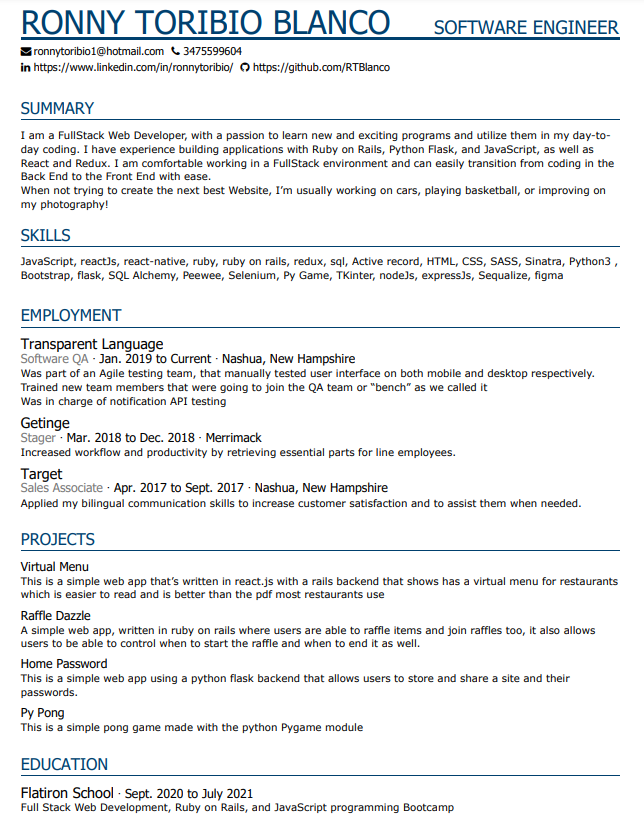 RONNY TORIBIO BLANCO SOFTWARE ENGINEER
ronnytoribio1@hotmail.com 3475599604
https://www.linkedin.com/in/ronnytoribio/ https://github.com/RTBlanco
SUMMARY
I am a FullStack Web Developer, with a passion to learn new and exciting programs and utilize them in my day-to-
day coding. I have experience building applications with Ruby on Rails, Python Flask, and JavaScript, as well as
React and Redux. I am comfortable working in a FullStack environment and can easily transition from coding in the
Back End to the Front End with ease.
When not trying to create the next best Website, I’m usually working on cars, playing basketball, or improving on
my photography!
SKILLS
JavaScript, reactJs, react-native, ruby, ruby on rails, redux, sql, Active record, HTML, CSS, SASS, Sinatra, Python3 ,
Bootstrap, flask, SQL Alchemy, Peewee, Selenium, Py Game, TKinter, nodeJs, expressJs, Sequalize, figma
EMPLOYMENT
Transparent Language
Software QA · Jan. 2019 to Current · Nashua, New Hampshire
Was part of an Agile testing team, that manually tested user interface on both mobile and desktop respectively.
Trained new team members that were going to join the QA team or “bench” as we called it
Was in charge of notification API testing
Getinge
Stager · Mar. 2018 to Dec. 2018 · Merrimack
Increased workflow and productivity by retrieving essential parts for line employees.
Target
Sales Associate · Apr. 2017 to Sept. 2017 · Nashua, New Hampshire
Applied my bilingual communication skills to increase customer satisfaction and to assist them when needed.
PROJECTS
Virtual Menu
This is a simple web app that’s written in react.js with a rails backend that shows has a virtual menu for restaurants
which is easier to read and is better than the pdf most restaurants use
Raffle Dazzle
A simple web app, written in ruby on rails where users are able to raffle items and join raffles too, it also allows
users to be able to control when to start the raffle and when to end it as well.
Home Password
This is a simple web app using a python flask backend that allows users to store and share a site and their
passwords.
Py Pong
This is a simple pong game made with the python Pygame module
EDUCATION
Flatiron School · Sept. 2020 to July 2021
Full Stack Web Development, Ruby on Rails, and JavaScript programming Bootcamp